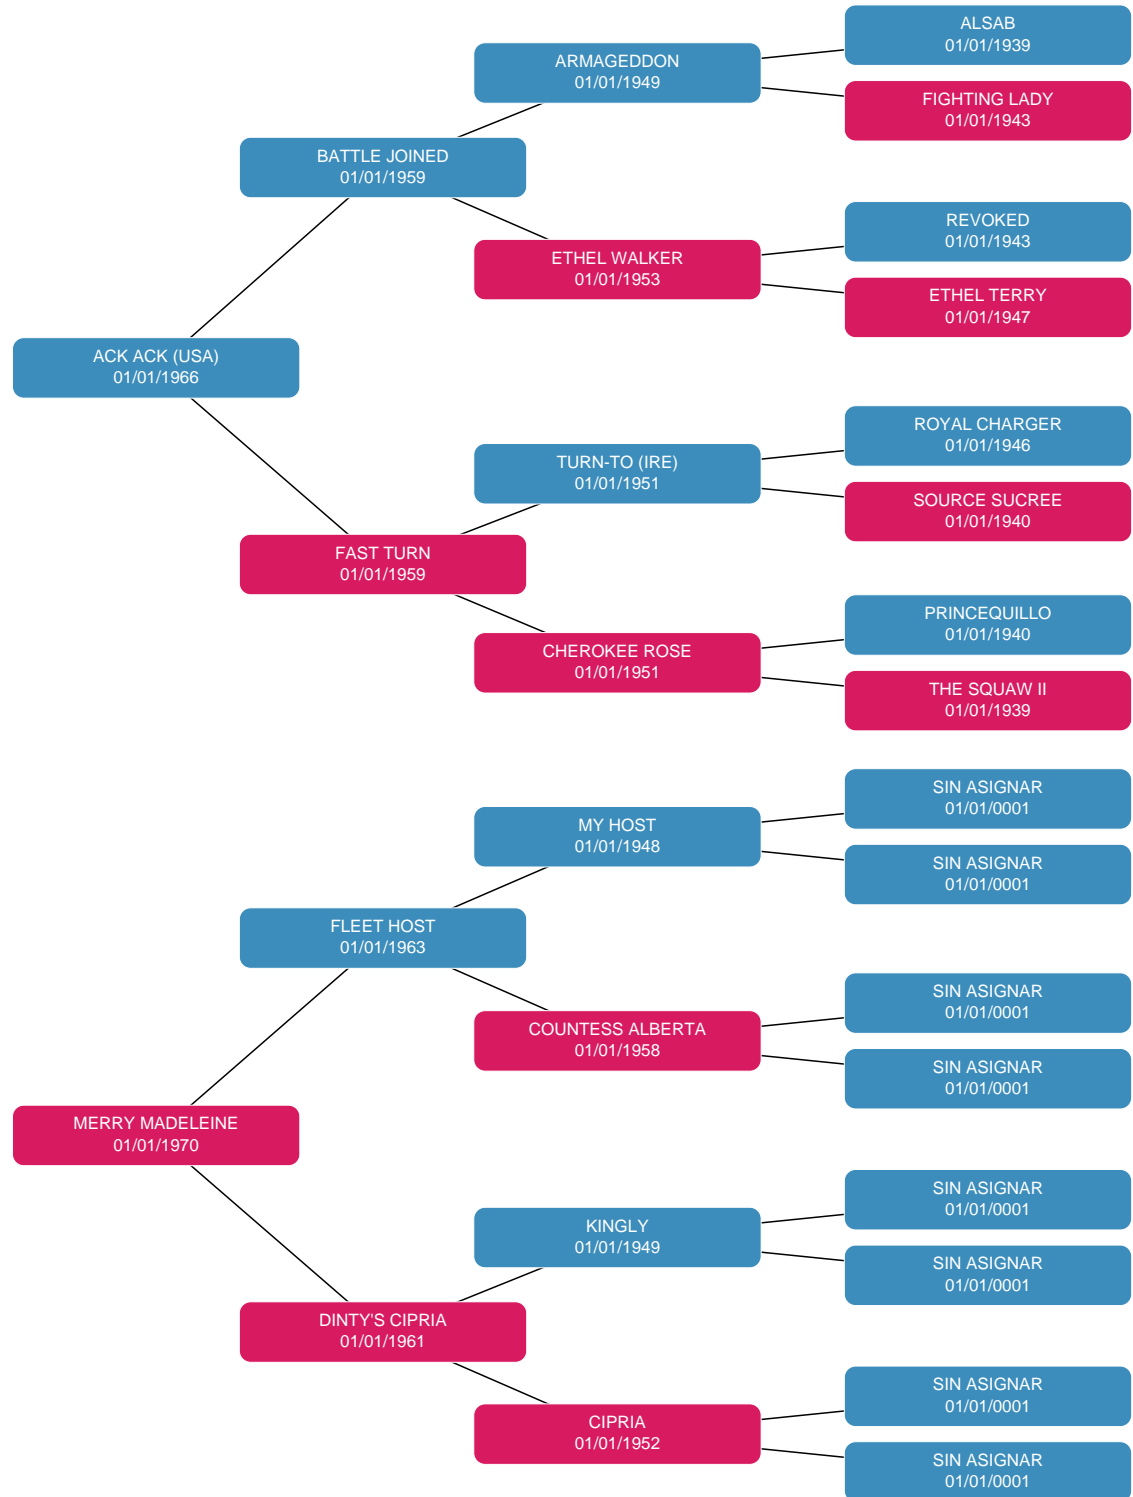 ALSAB
01/01/1939
ARMAGEDDON
01/01/1949
FIGHTING LADY
01/01/1943
BATTLE JOINED
01/01/1959
REVOKED
01/01/1943
ETHEL WALKER
01/01/1953
ETHEL TERRY
01/01/1947
ACK ACK (USA)
01/01/1966
ROYAL CHARGER
01/01/1946
TURN-TO (IRE)
01/01/1951
SOURCE SUCREE
01/01/1940
FAST TURN
01/01/1959
PRINCEQUILLO
01/01/1940
CHEROKEE ROSE
01/01/1951
THE SQUAW II
01/01/1939
SIN ASIGNAR
01/01/0001
MY HOST
01/01/1948
SIN ASIGNAR
01/01/0001
FLEET HOST
01/01/1963
SIN ASIGNAR
01/01/0001
COUNTESS ALBERTA
01/01/1958
SIN ASIGNAR
01/01/0001
MERRY MADELEINE
01/01/1970
SIN ASIGNAR
01/01/0001
KINGLY
01/01/1949
SIN ASIGNAR
01/01/0001
DINTY'S CIPRIA
01/01/1961
SIN ASIGNAR
01/01/0001
CIPRIA
01/01/1952
SIN ASIGNAR
01/01/0001